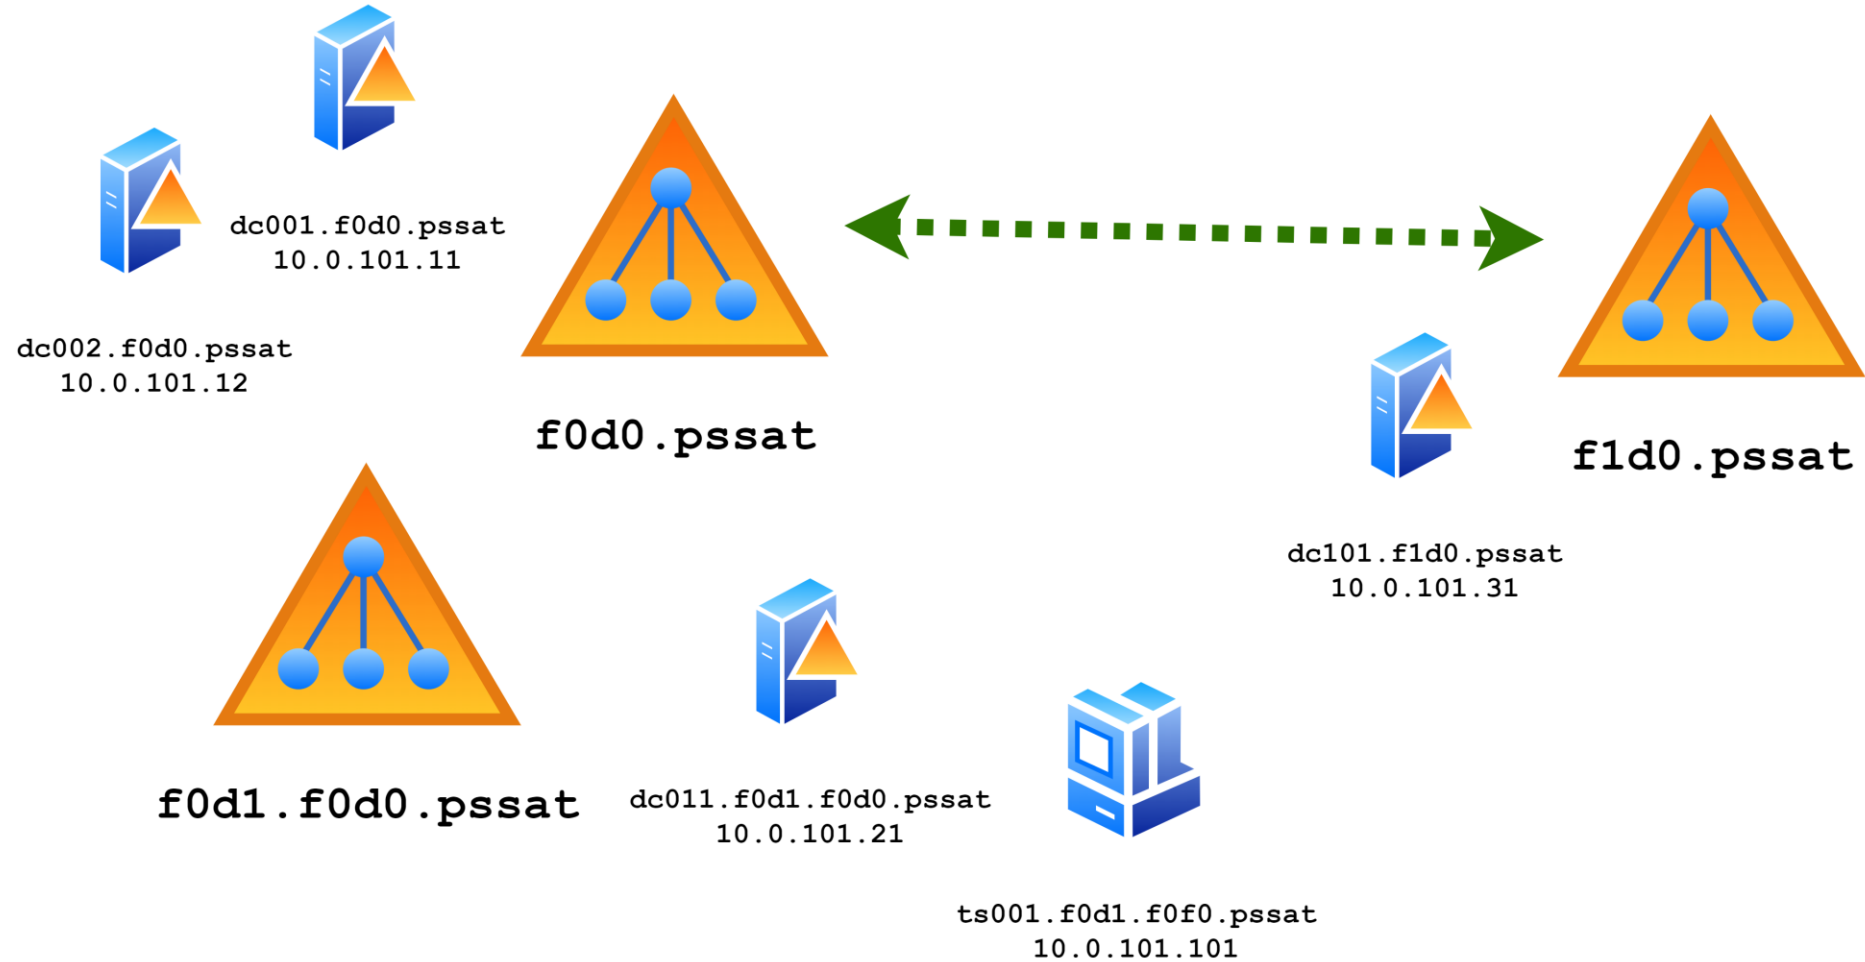 dc001.f0d0.pssat
10.0.101.11
dc002.f0d0.pssat
10.0.101.12
f0d0.pssat
f1d0.pssat
dc101.f1d0.pssat
10.0.101.31
f0d1.f0d0.pssat
dc011.f0d1.f0d0.pssat
10.0.101.21
ts001.f0d1.f0f0.pssat
10.0.101.101